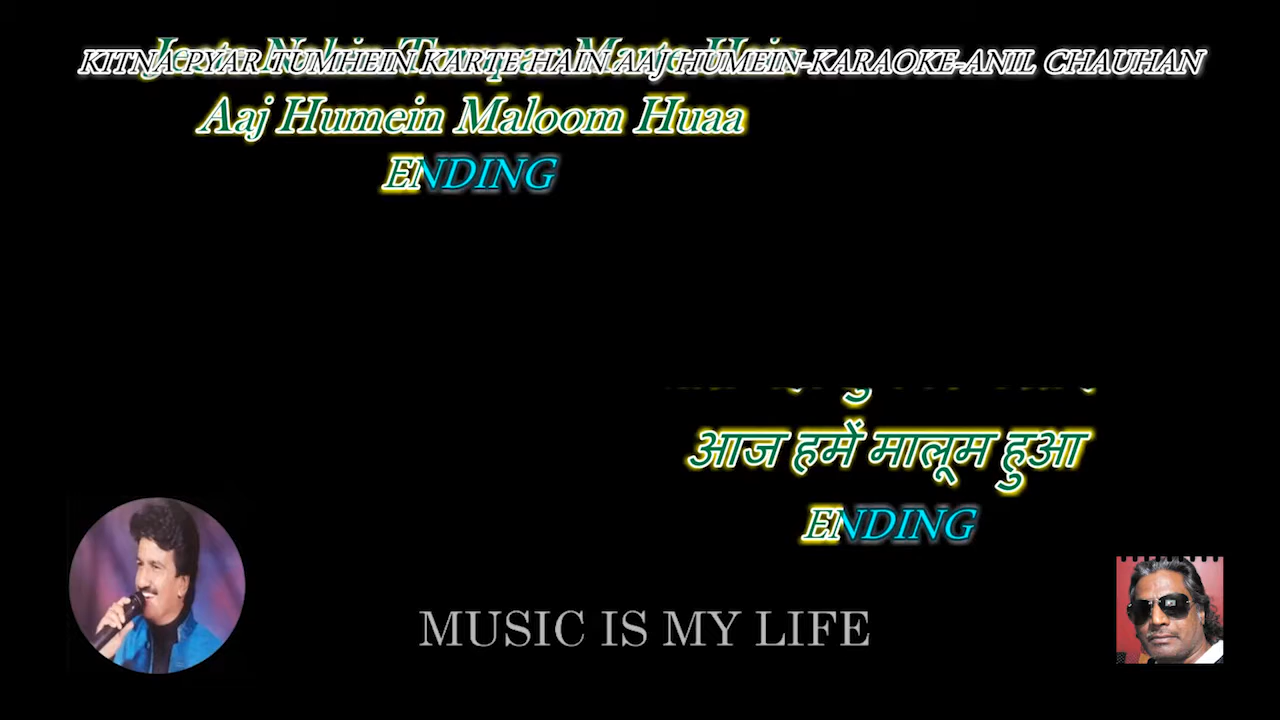 KITNA PYAR TUMHEIN KARTE HAIN AAJ HUMEIN-KARAOKE-ANIL CHAUHAN
Aaj Humein Maloom Huaa
ENDING
आज हमें मालूम हुआ
ENDING
MUSIC IS MY LIFE